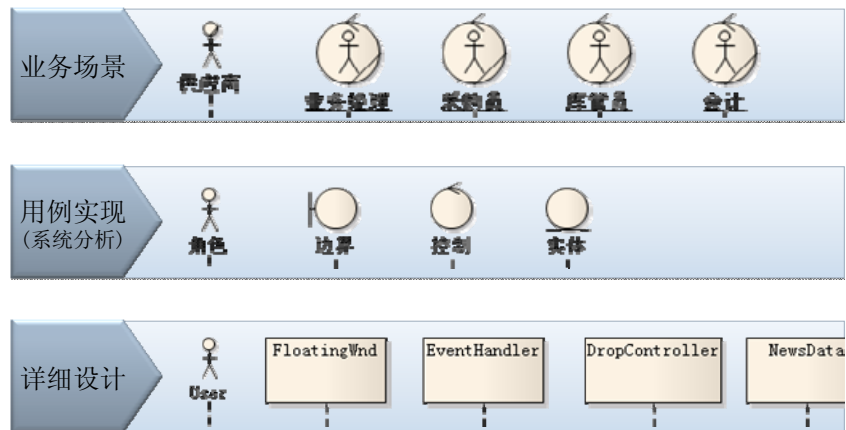 业务场景
供应商
业务经理
采购员
库管员
会计
用例实现
(系统分析)
角色
边界
控制
实体
详细设计
User
FloatingWnd
EventHandler
DropController
NewsData